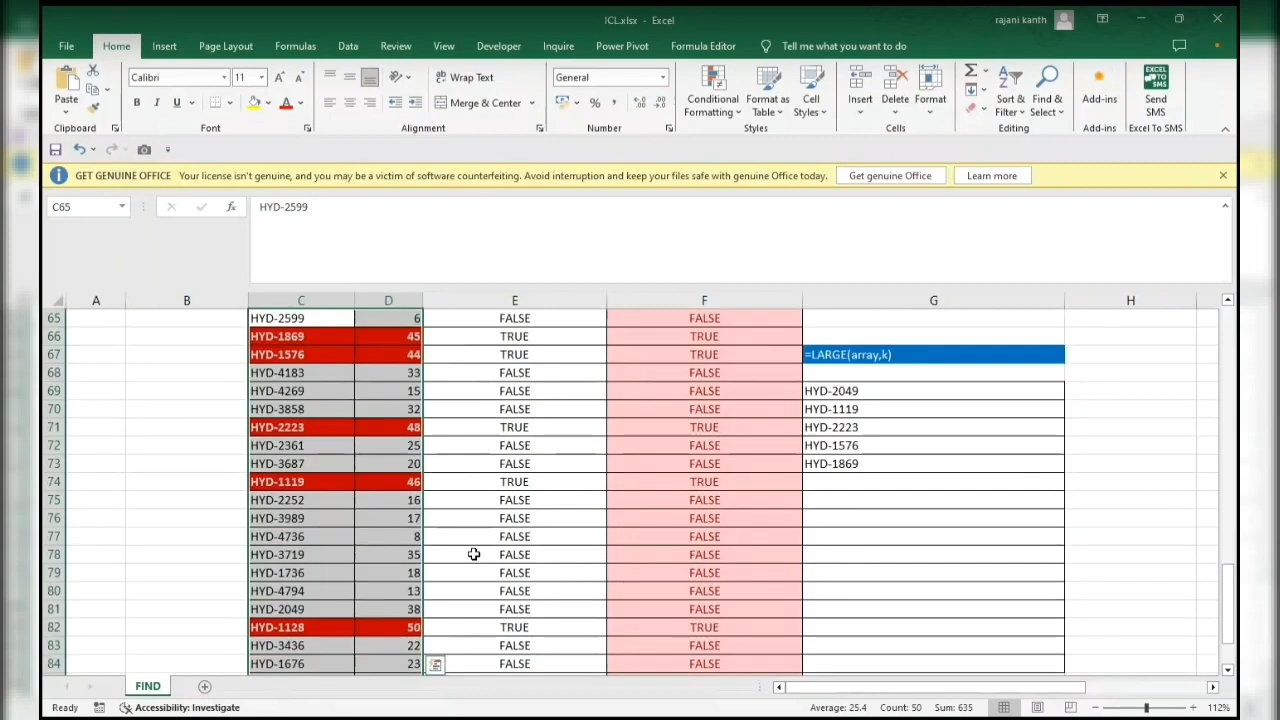 ICL.xlsx - Excel
rajani kanth
File Home Insert Page Layout Formulas Data Review View Developer Inquire Power Pivot Formula Editor Tell me what you want to do
Paste
Calibri 11
Wrap Text
General
Merge & Center
B I U
Conditional Formatting
Format as Table
Cell Styles
Insert
Delete
Format
Sort & Filter
Find & Select
Add-ins
EXCEL TO SMS
Send SMS
Clipboard Font Alignment Number Styles Cells Editing Add-ins Excel To SMS
GET GENUINE OFFICE Your license isn't genuine, and you may be a victim of software counterfeiting. Avoid interruption and keep your files safe with genuine Office today. Get genuine Office Learn more
C65 fx HYD-2599
A B C D E F G H
65 HYD-2599 6 FALSE FALSE
66 HYD-1869 45 TRUE TRUE
67 HYD-1576 44 TRUE TRUE =LARGE(array,k)
68 HYD-4183 33 FALSE FALSE
69 HYD-4269 15 FALSE FALSE HYD-2049
70 HYD-3858 32 FALSE FALSE HYD-1119
71 HYD-2223 48 TRUE TRUE HYD-2223
72 HYD-2361 25 FALSE FALSE HYD-1576
73 HYD-3687 20 FALSE FALSE HYD-1869
74 HYD-1119 46 TRUE TRUE
75 HYD-2252 16 FALSE FALSE
76 HYD-3989 17 FALSE FALSE
77 HYD-4736 8 FALSE FALSE
78 HYD-3719 35 FALSE FALSE
79 HYD-1736 18 FALSE FALSE
80 HYD-4794 13 FALSE FALSE
81 HYD-2049 38 FALSE FALSE
82 HYD-1128 50 TRUE TRUE
83 HYD-3436 22 FALSE FALSE
84 HYD-1676 23 FALSE FALSE
FIND
Ready Accessibility: Investigate Average: 25.4 Count: 50 Sum: 635 112%